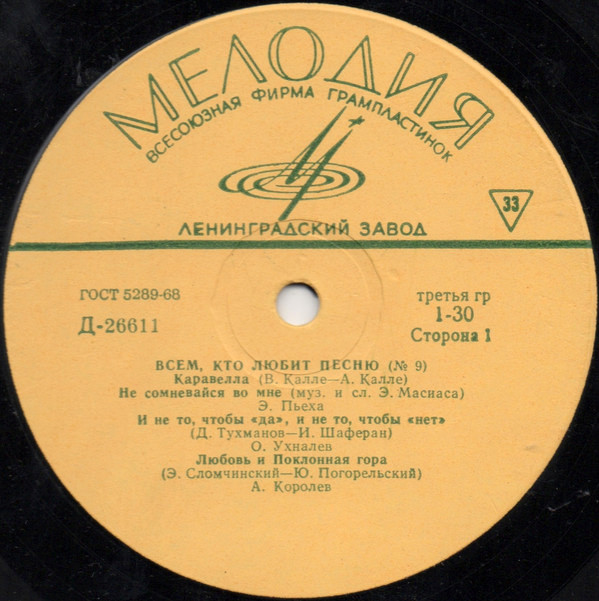 МЕЛОДИЯ
ВСЕСОЮЗНАЯ ФИРМА ГРАМПЛАСТИНОК
ЛЕНИНГРАДСКИЙ ЗАВОД
33
ГОСТ 5289-68
Д-26611
третья гр
1-30
Сторона 1
ВСЕМ, КТО ЛЮБИТ ПЕСНЮ (№ 9)
Каравелла (В. Калле—А. Калле)
Не сомневайся во мне (муз. и сл. Э. Масиаса)
Э. Пьеха
И не то, чтобы «да», и не то, чтобы «нет»
(Д. Тухманов—И. Шаферан)
О. Ухналев
Любовь и Поклонная гора
(Э. Сломчинский—Ю. Погорельский)
А. Королев